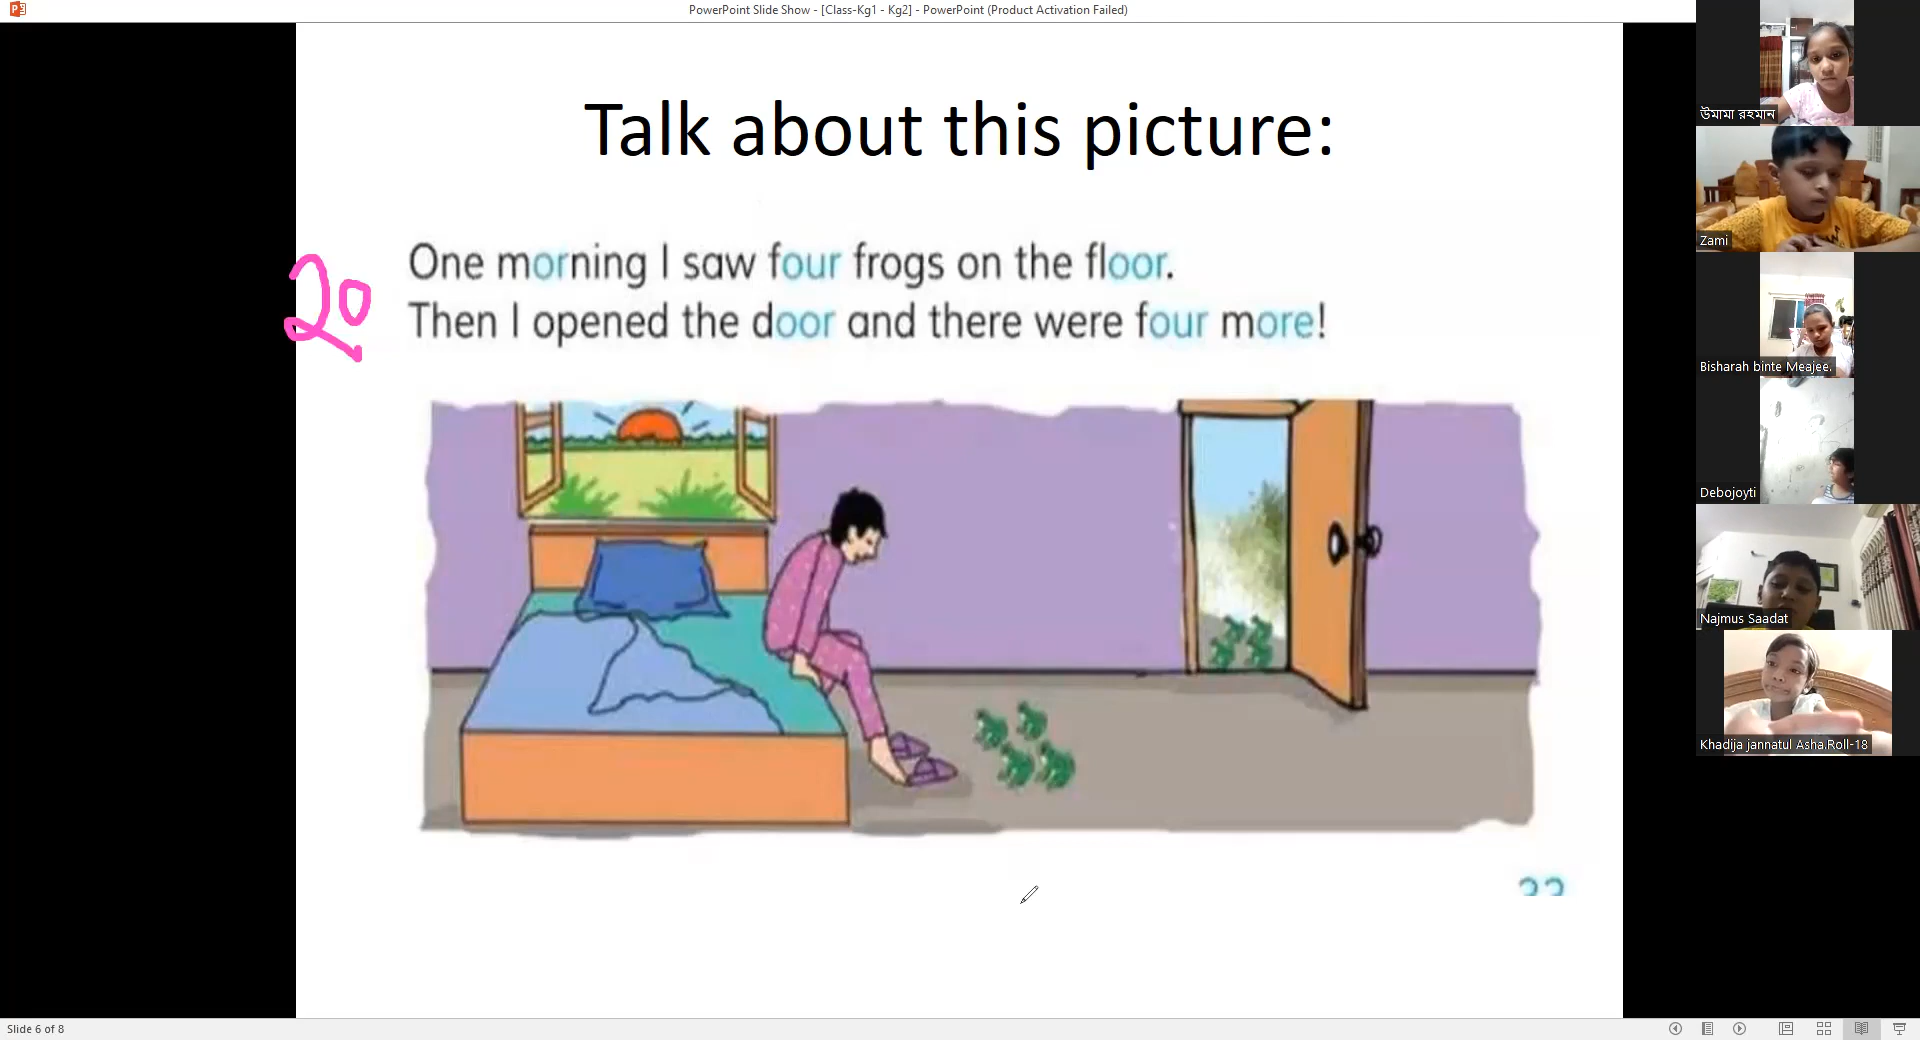 PowerPoint Slide Show - [Class-Kg1 - Kg2] - PowerPoint (Product Activation Failed)
Talk about this picture:
20
One morning I saw four frogs on the floor.
Then I opened the door and there were four more!
33
Slide 6 of 8
উমামা রহমান
Zami
Bisharah binte Meajee.
Debojoyti
Najmus Saadat
Khadija jannatul Asha.Roll-18